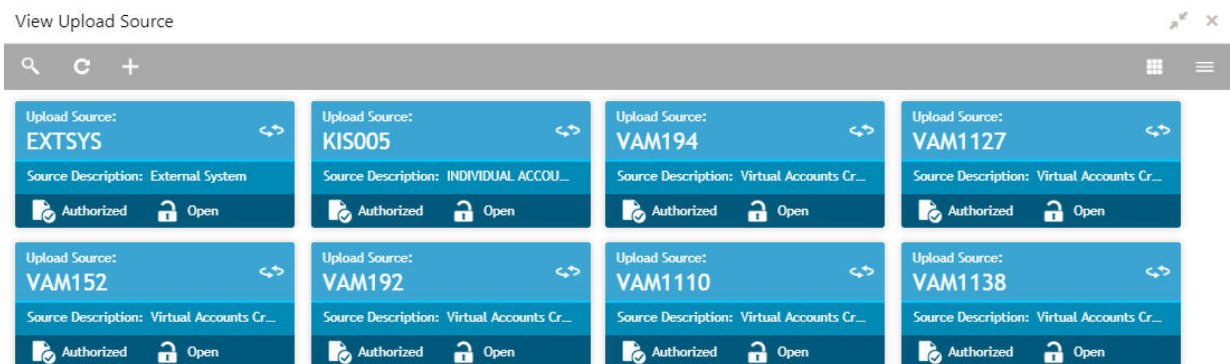 View Upload Source
Upload Source:
EXTSYS
Source Description: External System
Authorized Open
Upload Source:
KIS005
Source Description: INDIVIDUAL ACCOU...
Authorized Open
Upload Source:
VAM194
Source Description: Virtual Accounts Cr...
Authorized Open
Upload Source:
VAM1127
Source Description: Virtual Accounts Cr...
Authorized Open
Upload Source:
VAM152
Source Description: Virtual Accounts Cr...
Authorized Open
Upload Source:
VAM192
Source Description: Virtual Accounts Cr...
Authorized Open
Upload Source:
VAM1110
Source Description: Virtual Accounts Cr...
Authorized Open
Upload Source:
VAM1138
Source Description: Virtual Accounts Cr...
Authorized Open